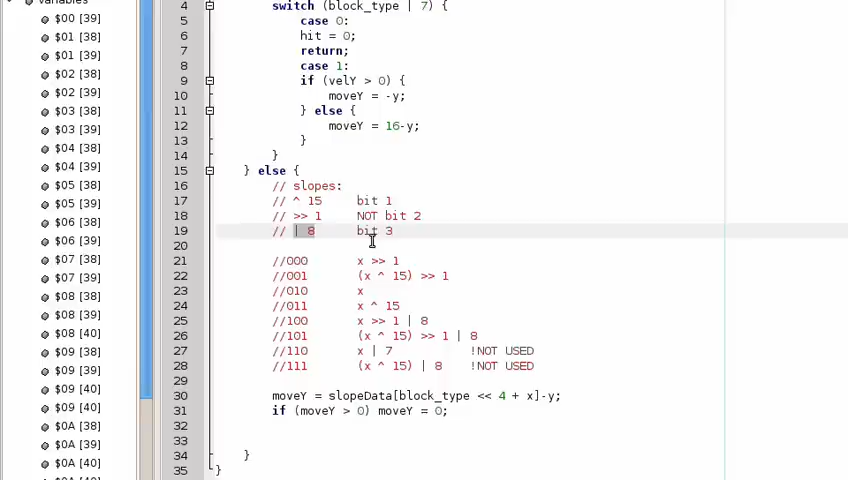 variables
$00 [39]
$01 [38]
$01 [39]
$02 [38]
$02 [39]
$03 [38]
$03 [39]
$04 [38]
$04 [39]
$05 [38]
$05 [39]
$06 [38]
$06 [39]
$07 [38]
$07 [39]
$08 [38]
$08 [39]
$08 [40]
$09 [38]
$09 [39]
$09 [40]
$09 [40]
$0A [38]
$0A [39]
$0A [40]
4 switch (block_type | 7) {
5 case 0:
6 hit = 0;
7 return;
8 case 1:
9 if (velY > 0) {
10 moveY = -y;
11 } else {
12 moveY = 16-y;
13 }
14 }
15 } else {
16 // slopes:
17 // ^ 15 bit 1
18 // >> 1 NOT bit 2
19 // | 8 bit 3
20
21 //000 x >> 1
22 //001 (x ^ 15) >> 1
23 //010 x
24 //011 x ^ 15
25 //100 x >> 1 | 8
26 //101 (x ^ 15) >> 1 | 8
27 //110 x | 7 !NOT USED
28 //111 (x ^ 15) | 8 !NOT USED
29
30 moveY = slopeData[block_type << 4 + x]-y;
31 if (moveY > 0) moveY = 0;
32
33
34 }
35 }